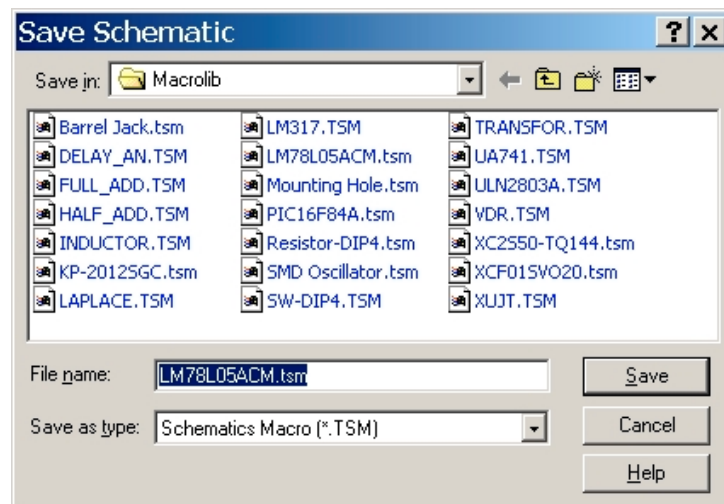 Save Schematic
Save in: Macrolib
Barrel Jack.tsm LM317.TSM TRANSFOR.TSM
DELAY_AN.TSM LM78L05ACM.tsm UA741.TSM
FULL_ADD.TSM Mounting Hole.tsm ULN2803A.TSM
HALF_ADD.TSM PIC16F84A.tsm VDR.TSM
INDUCTOR.TSM Resistor-DIP4.tsm XC2S50-TQ144.tsm
KP-2012SGC.tsm SMD Oscillator.tsm XCF01SVO20.tsm
LAPLACE.TSM SW-DIP4.TSM XUJT.TSM
File name: LM78L05ACM.tsm Save
Save as type: Schematics Macro (*.TSM) Cancel
Help